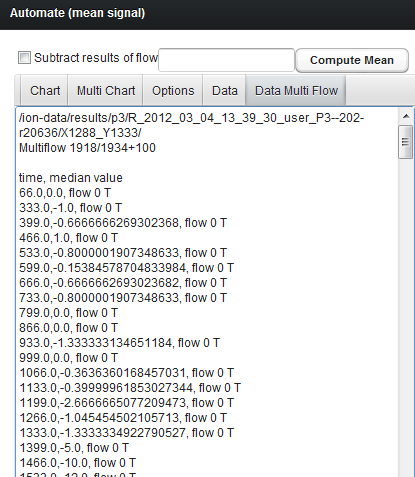 Automate (mean signal)
Subtract results of flow
Compute Mean
Chart Multi Chart Options Data Data Multi Flow
/ion-data/results/p3/R_2012_03_04_13_39_30_user_P3--202-
r20636/X1288_Y1333/
Multiflow 1918/1934+100
time, median value
66.0,0.0, flow 0 T
333.0,-1.0, flow 0 T
399.0,-0.6666666269302368, flow 0 T
466.0,1.0, flow 0 T
533.0,-0.8000001907348633, flow 0 T
599.0,-0.15384578704833984, flow 0 T
666.0,-0.6666662693023682, flow 0 T
733.0,-0.8000001907348633, flow 0 T
799.0,0.0, flow 0 T
866.0,0.0, flow 0 T
933.0,-1.333333134651184, flow 0 T
999.0,0.0, flow 0 T
1066.0,-0.3636360168457031, flow 0 T
1133.0,-0.39999961853027344, flow 0 T
1199.0,-2.6666665077209473, flow 0 T
1266.0,-1.045454502105713, flow 0 T
1333.0,-1.3333334922790527, flow 0 T
1399.0,-5.0, flow 0 T
1466.0,-10.0, flow 0 T
1533.0,-12.0, flow 0 T